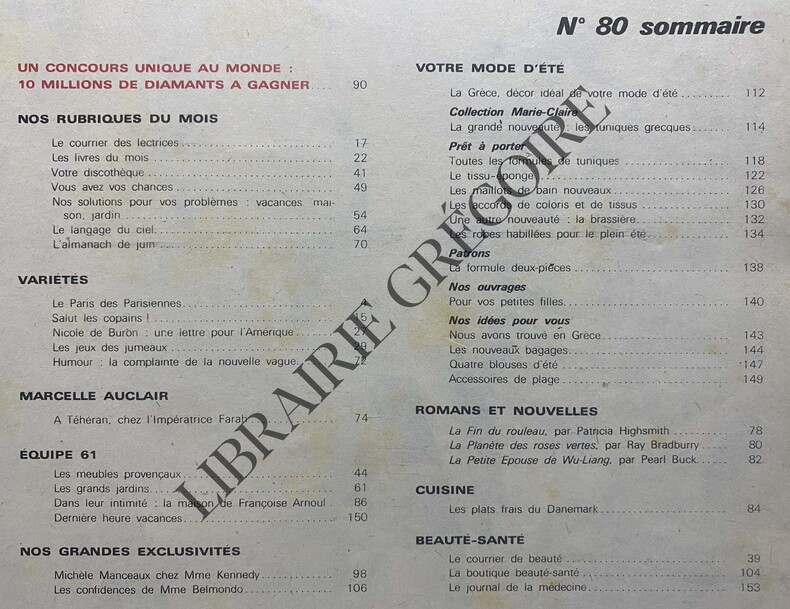 N° 80 sommaire
UN CONCOURS UNIQUE AU MONDE :
10 MILLIONS DE DIAMANTS A GAGNER.... 90
NOS RUBRIQUES DU MOIS
Le courrier des lectrices........ 17
Les livres du mois........ 22
Votre discothèque........ 41
Vous avez vos chances........ 49
Nos solutions pour vos problèmes : vacances, mai-
son, jardin........ 54
Le langage du ciel........ 64
L'almanach de juin........ 70
VARIÉTÉS
Le Paris des Parisiennes........
Salut les copains !........ 15
Nicole de Buron : une lettre pour l'Amérique........ 27
Les jeux des jumeaux........ 29
Humour : la complainte de la nouvelle vague.. 72
MARCELLE AUCLAIR
A Téhéran, chez l'Impératrice Farah........ 74
ÉQUIPE 61
Les meubles provençaux........ 44
Les grands jardins........ 61
Dans leur intimité : la maison de Françoise Arnoul. 86
Dernière heure vacances........ 150
NOS GRANDES EXCLUSIVITÉS
Michèle Manceaux chez Mme Kennedy........ 98
Les confidences de Mme Belmondo........ 106
VOTRE MODE D'ÉTÉ
La Grèce, décor idéal de votre mode d'été........ 112
Collection Marie-Claire
La grande nouveauté : les tuniques grecques........ 114
Prêt à porter
Toutes les formules de tuniques........ 118
Le tissu-éponge........ 122
Les maillots de bain nouveaux........ 126
Les accords de coloris et de tissus........ 130
Une autre nouveauté : la brassière........ 132
Les robes habillées pour le plein été........ 134
Patrons
La formule deux-pièces........ 138
Nos ouvrages
Pour vos petites filles........ 140
Nos idées pour vous
Nous avons trouvé en Grèce........ 143
Les nouveaux bagages........ 144
Quatre blouses d'été........ 147
Accessoires de plage........ 149
ROMANS ET NOUVELLES
La Fin du rouleau, par Patricia Highsmith........ 78
La Planète des roses vertes, par Ray Bradburry.... 80
La Petite Epouse de Wu-Liang, par Pearl Buck...... 82
CUISINE
Les plats frais du Danemark........ 84
BEAUTÉ-SANTÉ
Le courrier de beauté........ 39
La boutique beauté-santé........ 104
Le journal de la médecine........ 153
LIBRAIRIE GRÉGOIRE